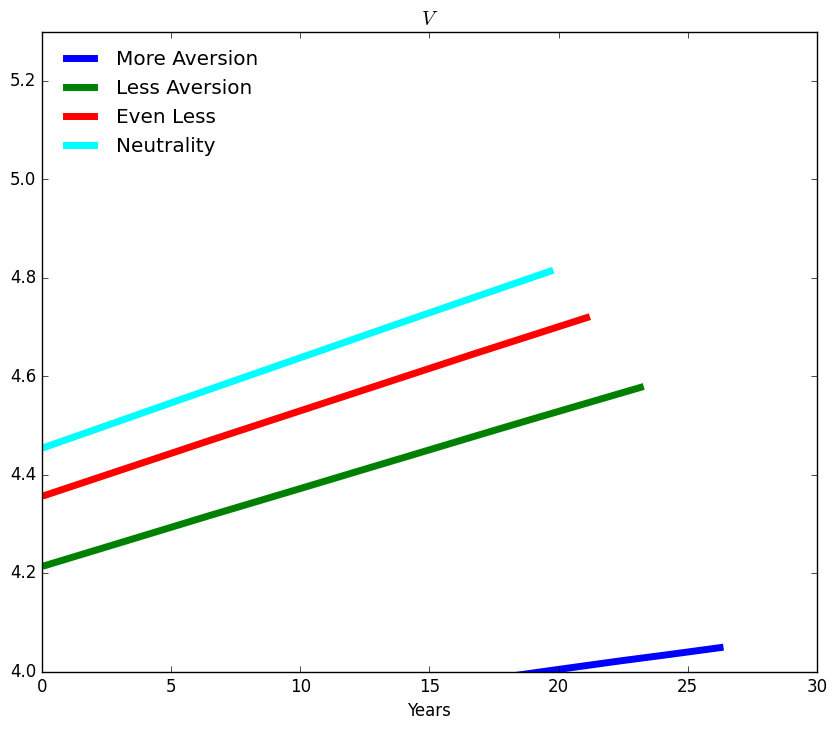 V
More Aversion
Less Aversion
Even Less
Neutrality
5.2
5.0
4.8
4.6
4.4
4.2
4.0
0 5 10 15 20 25 30
Years